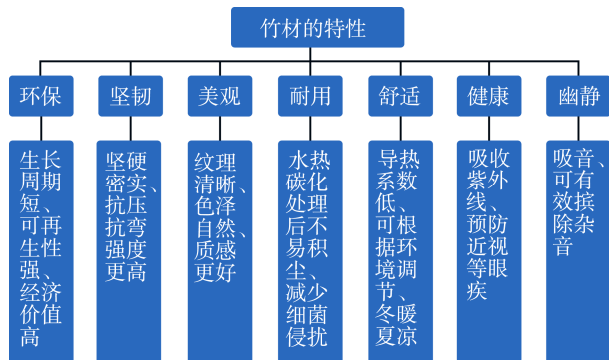 竹材的特性
环保
坚韧
美观
耐用
舒适
健康
幽静
生长
周期
短、
可再
生性
强、
经济
价值
高
坚硬
密实、
抗压
抗弯
强度
更高
纹理
清晰、
色泽
自然、
质感
更好
水热
碳化
处理
后不
易积
尘、
减少
细菌
侵扰
导热
系数
低、
可根
据环
境调
节、
冬暖
夏凉
吸收
紫外
线、
预防
近视
等眼
疾
吸音、
可有
效摈
除杂
音